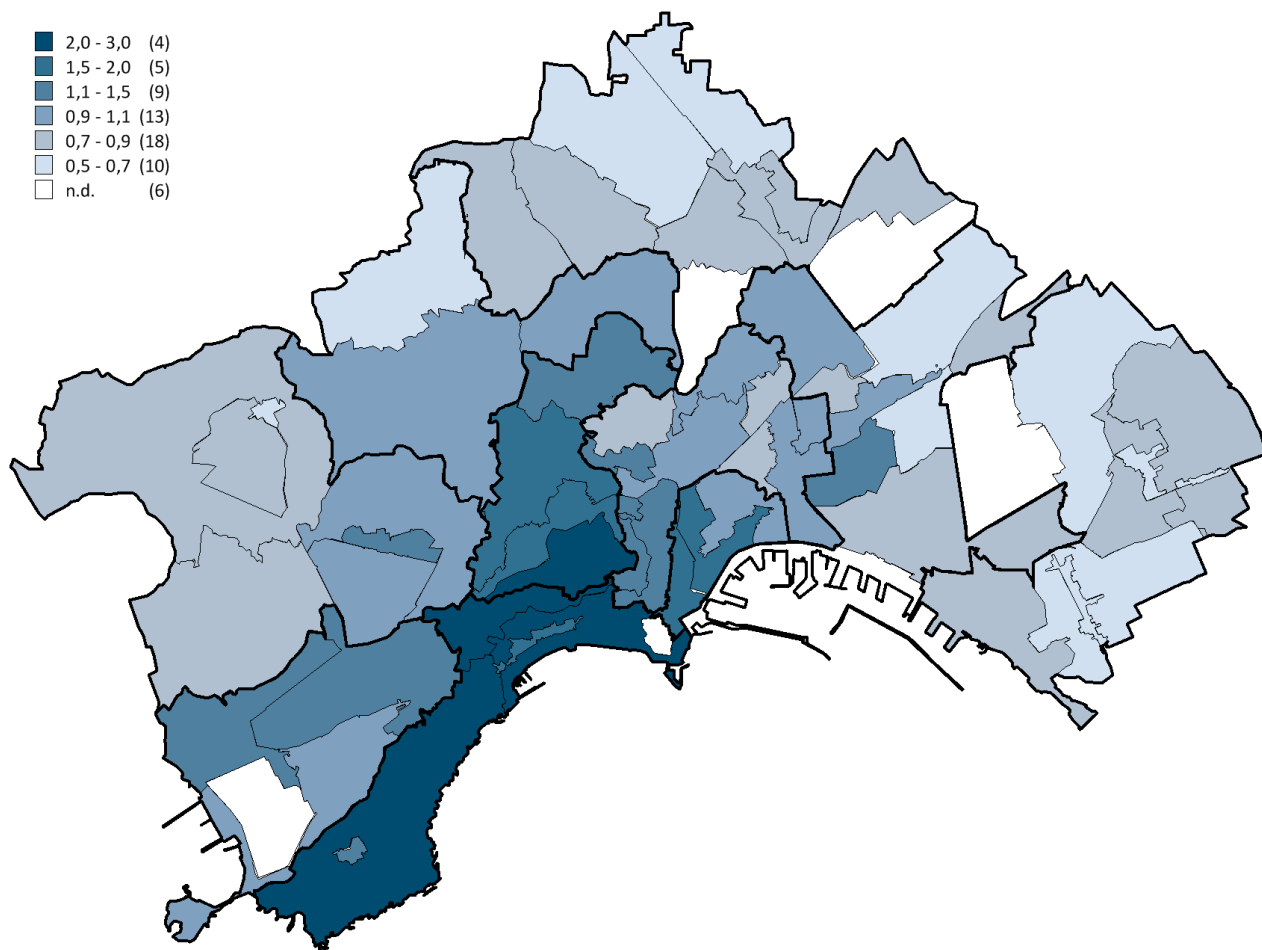 2,0 - 3,0 (4)
1,5 - 2,0 (5)
1,1 - 1,5 (9)
0,9 - 1,1 (13)
0,7 - 0,9 (18)
0,5 - 0,7 (10)
n.d. (6)